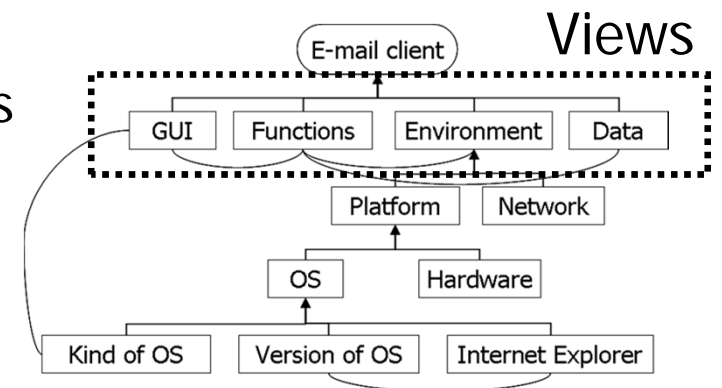 Views
E-mail client
s
GUI Functions Environment Data
Platform Network
OS Hardware
Kind of OS Version of OS Internet Explorer